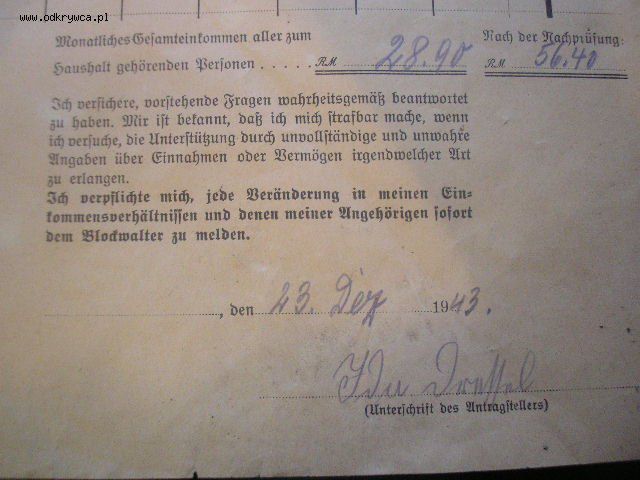 www.odkrywca.pl
Monatliches Gesamteinkommen aller zum
Haushalt gehörenden Personen . . . . RM 28.90
Nach der Nachprüfung:
RM 56.40
Ich versichere, vorstehende Fragen wahrheitsgemäß beantwortet
zu haben. Mir ist bekannt, daß ich mich strafbar mache, wenn
ich versuche, die Unterstützung durch unvollständige und unwahre
Angaben über Einnahmen oder Vermögen irgendwelcher Art
zu erlangen.
Ich verpflichte mich, jede Veränderung in meinen Ein-
kommensverhältnissen und denen meiner Angehörigen sofort
dem Blockwalter zu melden.
, den 23. Dez 1943.
Ida Dressel
(Unterschrift des Antragstellers)